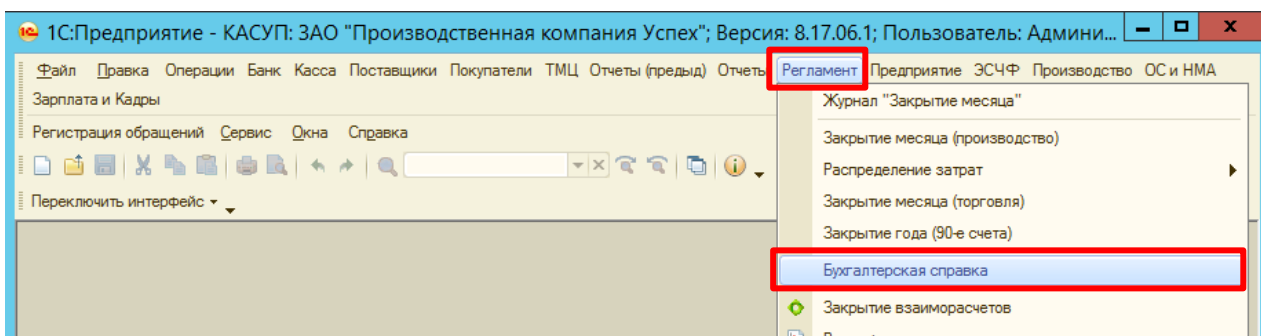 1С:Предприятие - КАСУП: ЗАО "Производственная компания Успех"; Версия: 8.17.06.1; Пользователь: Админи...
Файл Правка Операции Банк Касса Поставщики Покупатели ТМЦ Отчеты (предыд) Отчеты Регламент Предприятие ЭСЧФ Производство ОС и НМА
Зарплата и Кадры
Регистрация обращений Сервис Окна Справка
Переключить интерфейс
Журнал "Закрытие месяца"
Закрытие месяца (производство)
Распределение затрат
Закрытие месяца (торговля)
Закрытие года (90-е счета)
Бухгалтерская справка
Закрытие взаиморасчетов